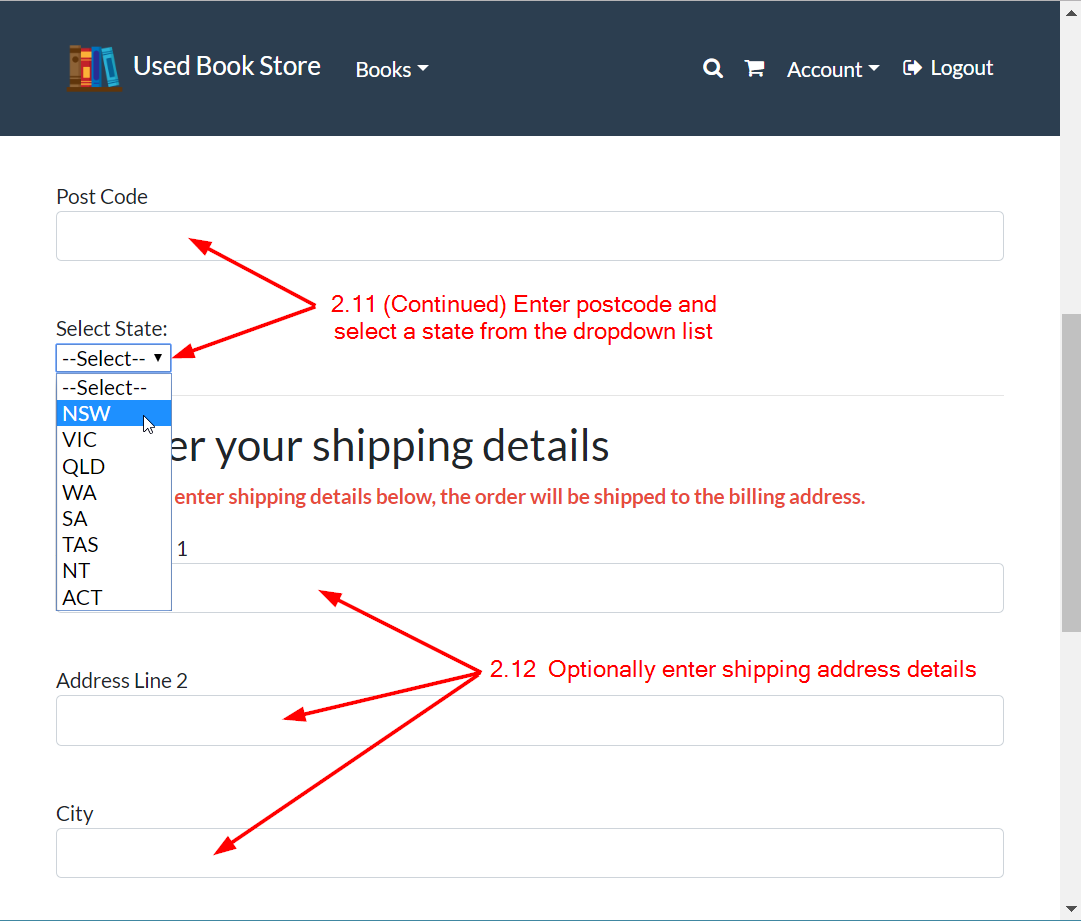 Used Book Store Books Account Logout
Post Code
2.11 (Continued) Enter postcode and
select a state from the dropdown list
Select State:
--Select--
--Select--
NSW
VIC
QLD
WA
SA
TAS
NT
ACT
er your shipping details
enter shipping details below, the order will be shipped to the billing address.
1
2.12 Optionally enter shipping address details
Address Line 2
City